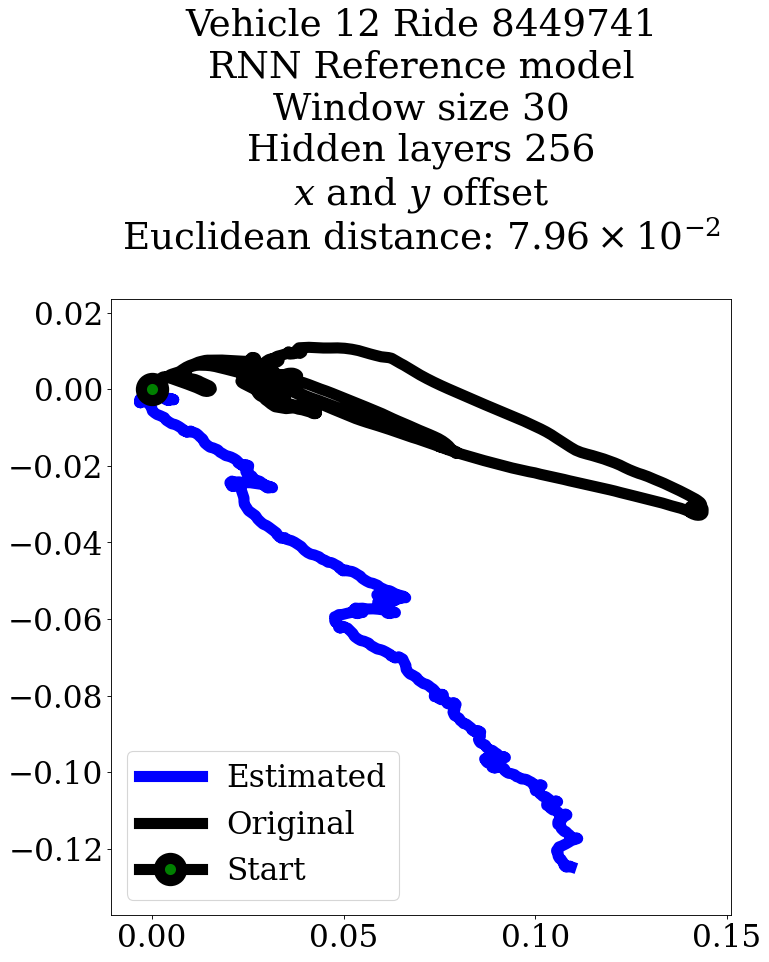 Vehicle 12 Ride 8449741
RNN Reference model
Window size 30
Hidden layers 256
x and y offset
Euclidean distance: 7.96 × 10⁻²
0.02
0.00
−0.02
−0.04
−0.06
−0.08
−0.10
−0.12
Estimated
Original
Start
0.00 0.05 0.10 0.15